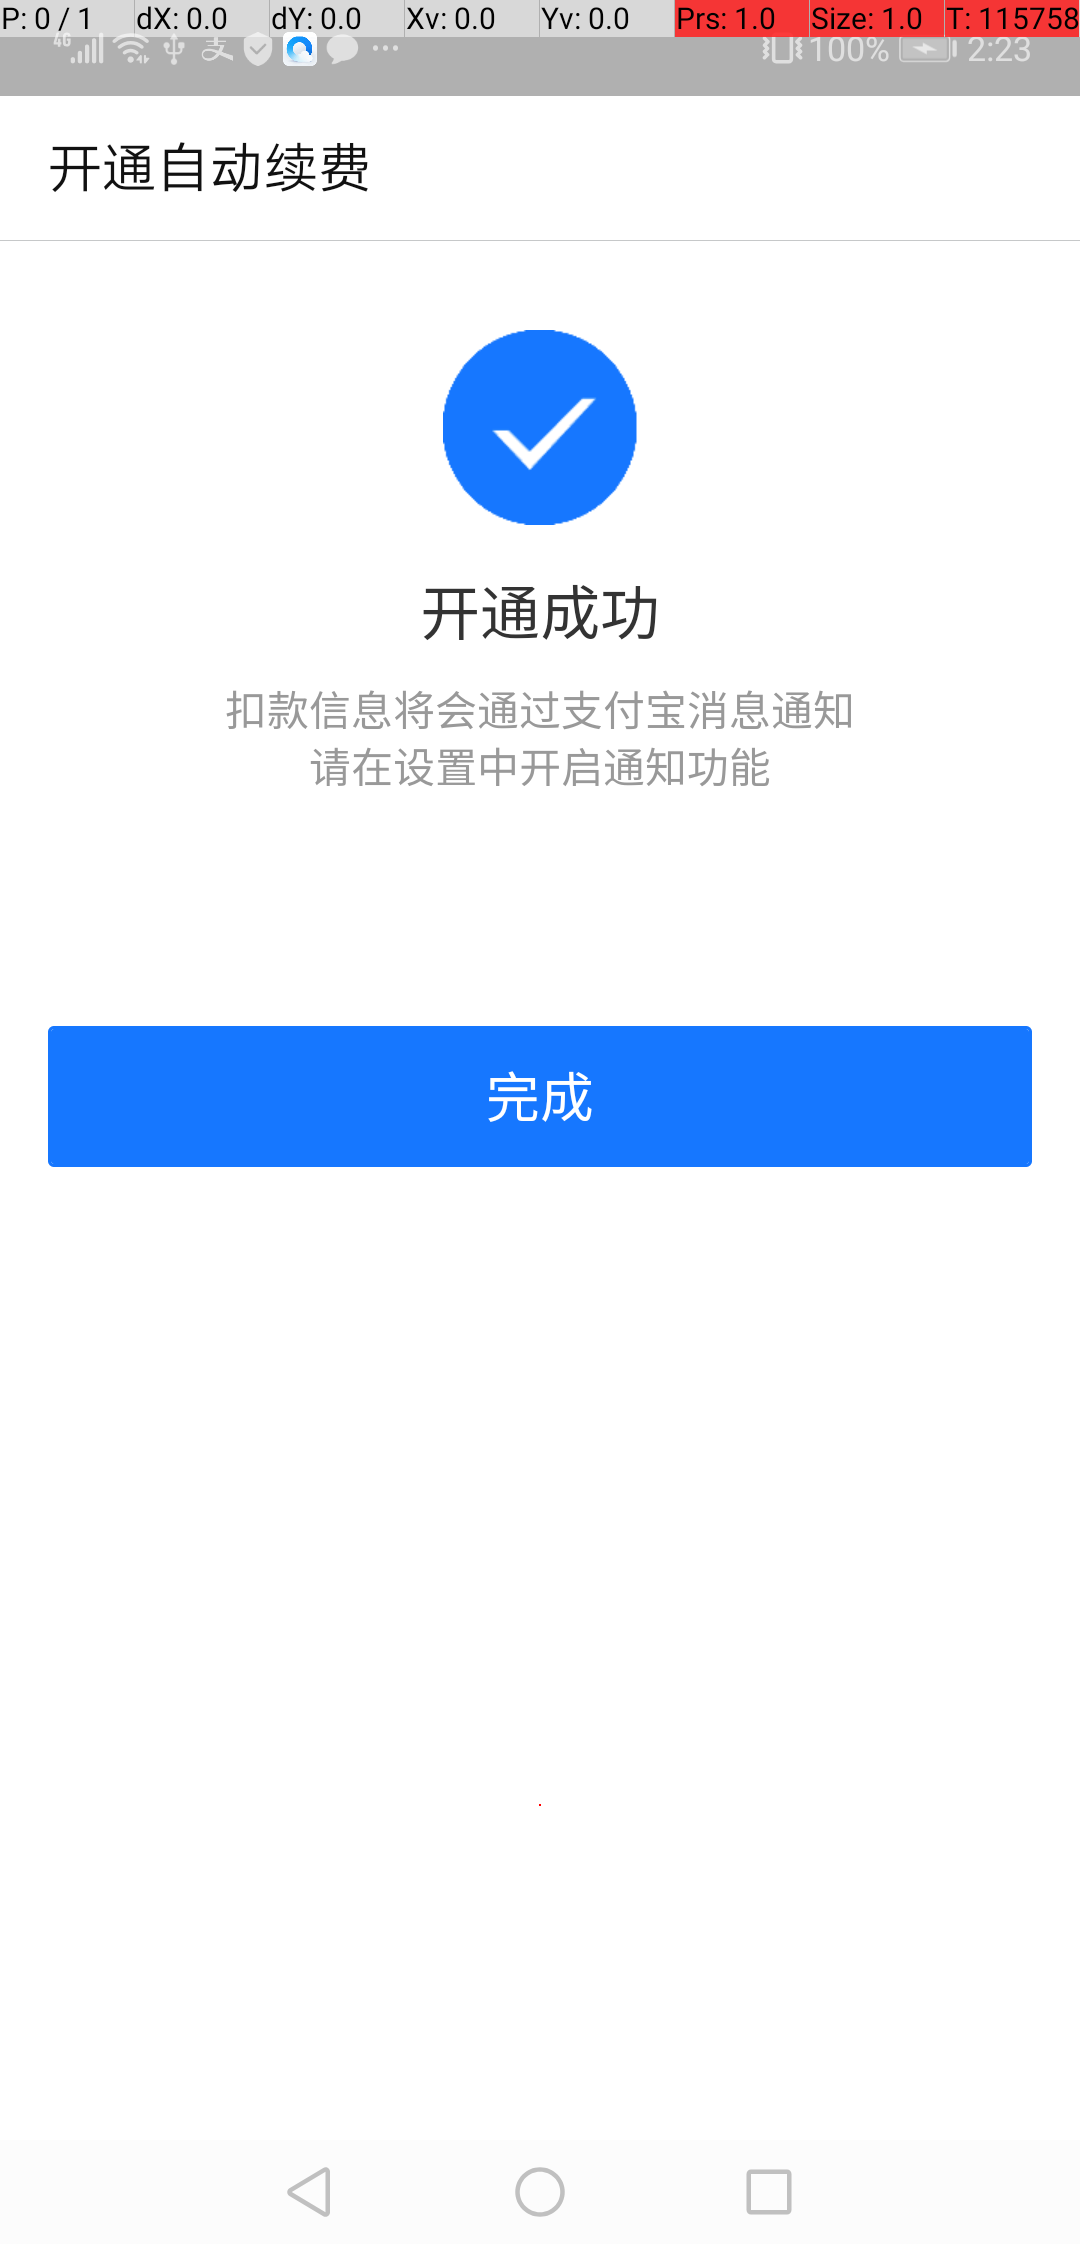 P: 0 / 1 dX: 0.0 dY: 0.0 Xv: 0.0 Yv: 0.0 Prs: 1.0 Size: 1.0 T: 115758
4G 支 100% 2:23
开通自动续费
开通成功
扣款信息将会通过支付宝消息通知
请在设置中开启通知功能
完成